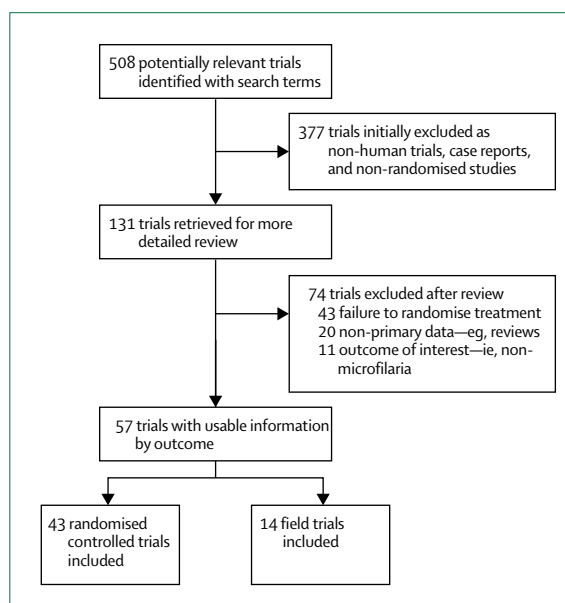 508 potentially relevant trials
identified with search terms
377 trials initially excluded as
non-human trials, case reports,
and non-randomised studies
131 trials retrieved for more
detailed review
74 trials excluded after review
43 failure to randomise treatment
20 non-primary data—eg, reviews
11 outcome of interest—ie, non-
microfilaria
57 trials with usable information
by outcome
43 randomised
controlled trials
included
14 field trials
included